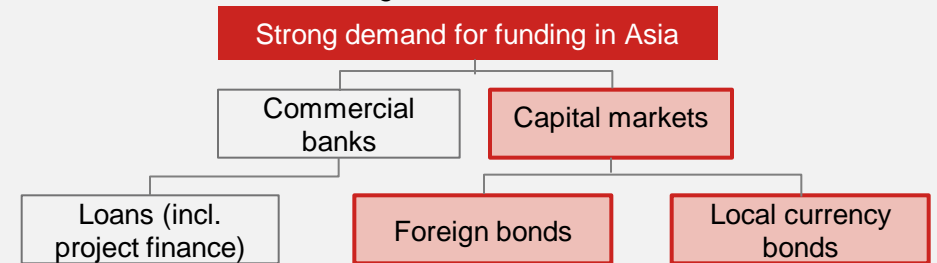 Strong demand for funding in Asia
Commercial
banks
Capital markets
Loans (incl.
project finance)
Foreign bonds
Local currency
bonds